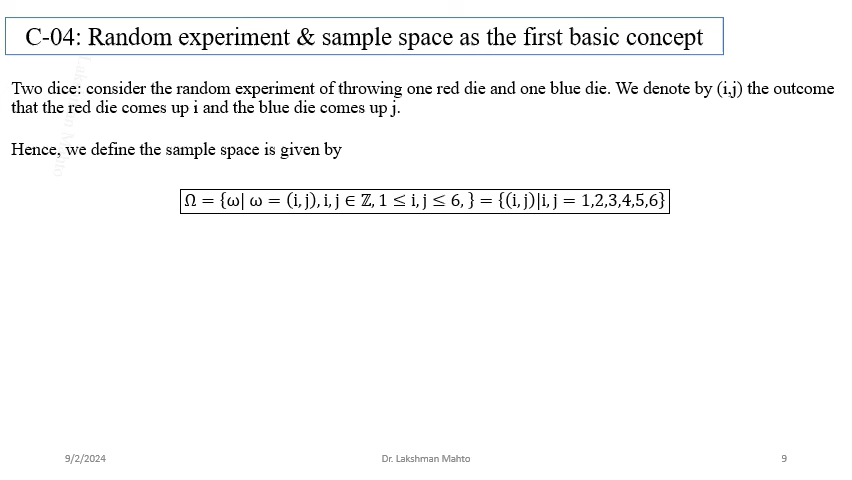 C-04: Random experiment & sample space as the first basic concept
Two dice: consider the random experiment of throwing one red die and one blue die. We denote by (i,j) the outcome
that the red die comes up i and the blue die comes up j.
Hence, we define the sample space is given by
Ω = {ω| ω = (i, j), i, j ∈ ℤ, 1 ≤ i, j ≤ 6, } = {(i, j)|i, j = 1,2,3,4,5,6}
9/2/2024
Dr. Lakshman Mahto
9